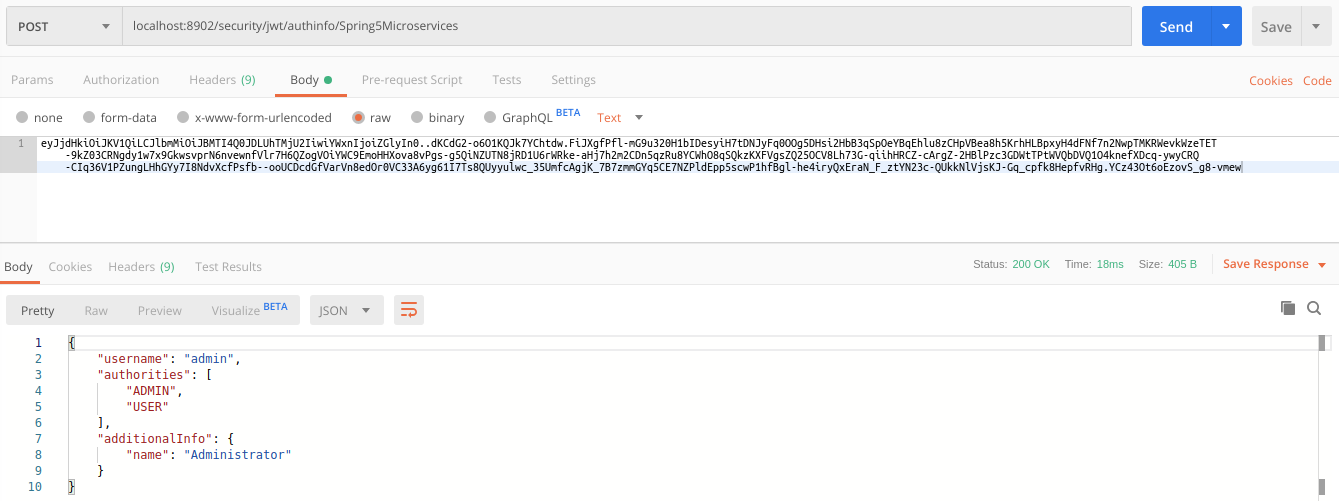 POST localhost:8902/security/jwt/authinfo/Spring5Microservices Send Save
Params Authorization Headers (9) Body Pre-request Script Tests Settings Cookies Code
none form-data x-www-form-urlencoded raw binary GraphQL BETA Text
1 eyJjdHkiOiJKV1QiLCJlbmMiOiJBMTI4Q0JDLUhTMjU2IiwiYWxnIjoiZGlyIn0..dKCdG2-o6O1KQJk7YChtdw.FiJXgfPfl-mG9u320H1bIDesyiH7tDNJyFq0OOg5DHsi2HbB3qSpOeYBqEhlu8zCHpVBea8h5KrhHLBpxyH4dFNf7n2NwpTMKRWevkWzeTET
-9kZ03CRNgdy1w7x9GkwsvprN6nvewnfVlr7H6QZogVOiYWC9EmoHHXova8vPgs-g5QiNZUTN8jRD1U6rWRke-aHj7h2m2CDn5qzRu8YCWhO8qSQkzKXFVgsZQ25OCV8Lh73G-qiihHRCZ-cArgZ-2HBlPzc3GDWtTPtWVQbDVQ1O4knefXDcq-ywyCRQ
-CIq36V1PZungLHhGYy7I8NdvXcfPsfb--ooUCDcdGfVarVn8edOr0VC33A6yg61I7Ts8QUyyulwc_35UmfcAgjK_7B7zmmGYq5CE7NZPldEpp5scwP1hfBgl-he4iryQxEraN_F_ztYN23c-QUkkNlVjsKJ-Gq_cpfk8HepfvRHg.YCz43Ot6oEzovS_g8-vmew
Body Cookies Headers (9) Test Results Status: 200 OK Time: 18ms Size: 405 B Save Response
Pretty Raw Preview Visualize BETA JSON
1 {
2 "username": "admin",
3 "authorities": [
4 "ADMIN",
5 "USER"
6 ],
7 "additionalInfo": {
8 "name": "Administrator"
9 }
10 }